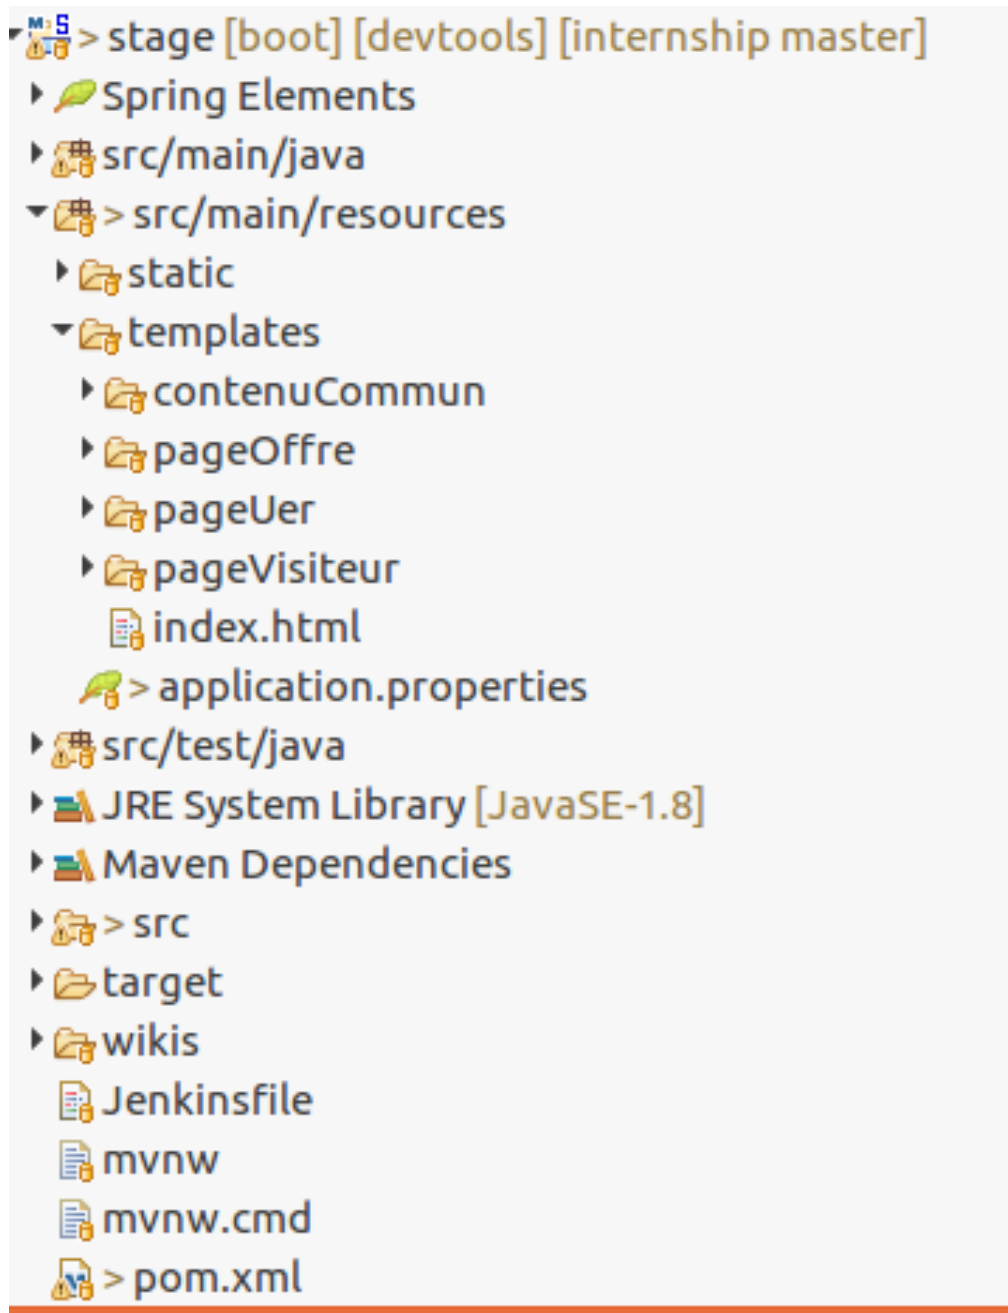 > stage [boot] [devtools] [internship master]
Spring Elements
src/main/java
> src/main/resources
static
templates
contenuCommun
pageOffre
pageUer
pageVisiteur
index.html
> application.properties
src/test/java
JRE System Library [JavaSE-1.8]
Maven Dependencies
> src
target
wikis
Jenkinsfile
mvnw
mvnw.cmd
> pom.xml